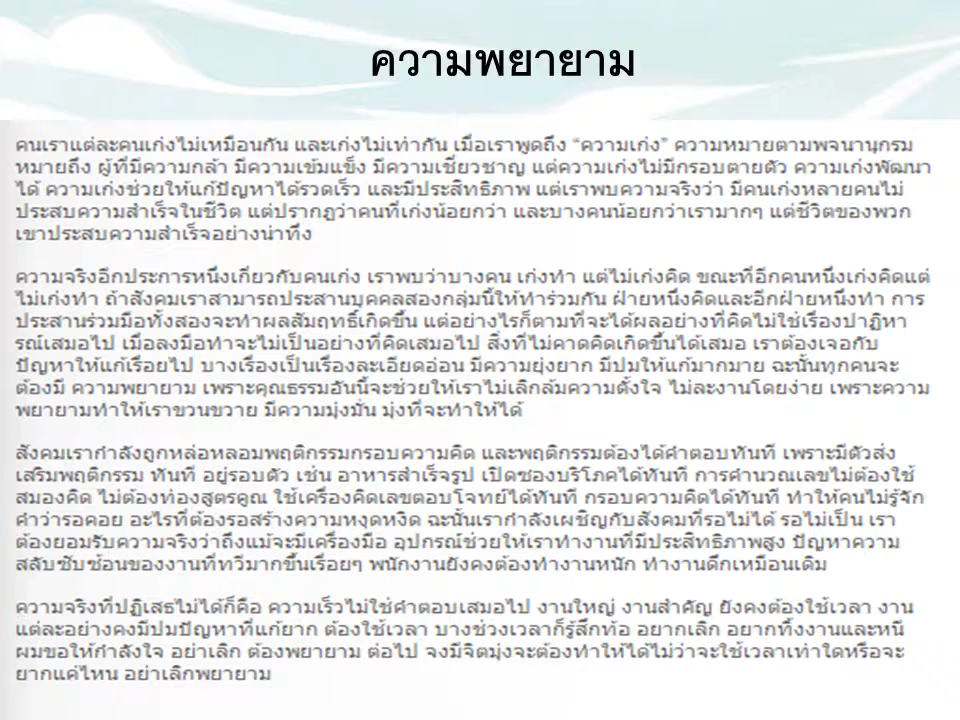 ความพยายาม
คนเราแต่ละคนเก่งไม่เหมือนกัน และเก่งไม่เท่ากัน เมื่อเราพูดถึง “ความเก่ง” ความหมายตามพจนานุกรม
หมายถึง ผู้ที่มีความกล้า มีความเข้มแข็ง มีความเชี่ยวชาญ แต่ความเก่งไม่มีกรอบตายตัว ความเก่งพัฒนา
ได้ ความเก่งช่วยให้แก้ปัญหาได้รวดเร็ว และมีประสิทธิภาพ แต่เราพบความจริงว่า มีคนเก่งหลายคนไม่
ประสบความสำเร็จในชีวิต แต่ปรากฏว่าคนที่เก่งน้อยกว่า และบางคนน้อยกว่าเรามากๆ แต่ชีวิตของพวก
เขาประสบความสำเร็จอย่างน่าทึ่ง
ความจริงอีกประการหนึ่งเกี่ยวกับคนเก่ง เราพบว่าบางคน เก่งทำ แต่ไม่เก่งคิด ขณะที่อีกคนหนึ่งเก่งคิดแต่
ไม่เก่งทำ ถ้าสังคมเราสามารถประสานบุคคลสองกลุ่มนี้ให้ทำร่วมกัน ฝ่ายหนึ่งคิดและอีกฝ่ายหนึ่งทำ การ
ประสานร่วมมือทั้งสองจะทำผลสัมฤทธิ์เกิดขึ้น แต่อย่างไรก็ตามที่จะได้ผลอย่างที่คิดไม่ใช่เรื่องปาฏิหา
รณ์เสมอไป เมื่อลงมือทำจะไม่เป็นอย่างที่คิดเสมอไป สิ่งที่ไม่คาดคิดเกิดขึ้นได้เสมอ เราต้องเจอกับ
ปัญหาให้แก้เรื่อยไป บางเรื่องเป็นเรื่องละเอียดอ่อน มีความยุ่งยาก มีปมให้แก้มากมาย ฉะนั้นทุกคนจะ
ต้องมี ความพยายาม เพราะคุณธรรมอันนี้จะช่วยให้เราไม่เลิกล้มความตั้งใจ ไม่ละงานโดยง่าย เพราะความ
พยายามทำให้เราขวนขวาย มีความมุ่งมั่น มุ่งที่จะทำให้ได้
สังคมเรากำลังถูกหล่อหลอมพฤติกรรมกรอบความคิด และพฤติกรรมต้องได้คำตอบทันที เพราะมีตัวส่ง
เสริมพฤติกรรม ทันที อยู่รอบตัว เช่น อาหารสำเร็จรูป เปิดซองบริโภคได้ทันที การคำนวณเลขไม่ต้องใช้
สมองคิด ไม่ต้องท่องสูตรคูณ ใช้เครื่องคิดเลขตอบโจทย์ได้ทันที กรอบความคิดได้ทันที ทำให้คนไม่รู้จัก
คำว่ารอคอย อะไรที่ต้องรอสร้างความหงุดหงิด ฉะนั้นเรากำลังเผชิญกับสังคมที่รอไม่ได้ รอไม่เป็น เรา
ต้องยอมรับความจริงว่าถึงแม้จะมีเครื่องมือ อุปกรณ์ช่วยให้เราทำงานที่มีประสิทธิภาพสูง ปัญหาความ
สลับซับซ้อนของงานที่ทวีมากขึ้นเรื่อยๆ พนักงานยังคงต้องทำงานหนัก ทำงานดึกเหมือนเดิม
ความจริงที่ปฏิเสธไม่ได้ก็คือ ความเร็วไม่ใช่คำตอบเสมอไป งานใหญ่ งานสำคัญ ยังคงต้องใช้เวลา งาน
แต่ละอย่างคงมีปมปัญหาที่แก้ยาก ต้องใช้เวลา บางช่วงเวลาก็รู้สึกท้อ อยากเลิก อยากทิ้งงานและหนี
ผมขอให้กำลังใจ อย่าเลิก ต้องพยายาม ต่อไป จงมีจิตมุ่งจะต้องทำให้ได้ไม่ว่าจะใช้เวลาเท่าใดหรือจะ
ยากแค่ไหน อย่าเลิกพยายาม